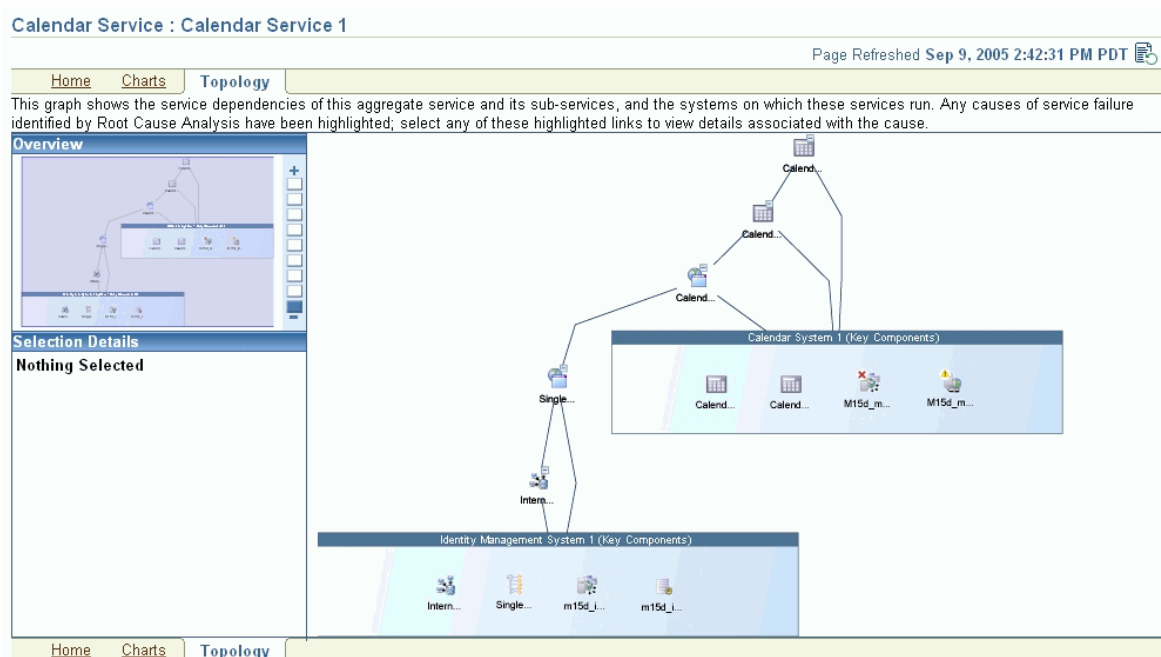 Calendar Service : Calendar Service 1
Page Refreshed Sep 9, 2005 2:42:31 PM PDT
Home Charts Topology
This graph shows the service dependencies of this aggregate service and its sub-services, and the systems on which these services run. Any causes of service failure
identified by Root Cause Analysis have been highlighted; select any of these highlighted links to view details associated with the cause.
Overview
Selection Details
Nothing Selected
Calend...
Calend...
Calend...
Calendar System 1 (Key Components)
Calend... Calend... M15d_m... M15d_m...
Single...
Intern...
Identity Management System 1 (Key Components)
Intern... Single... m15d_i... m15d_i...
Home Charts Topology